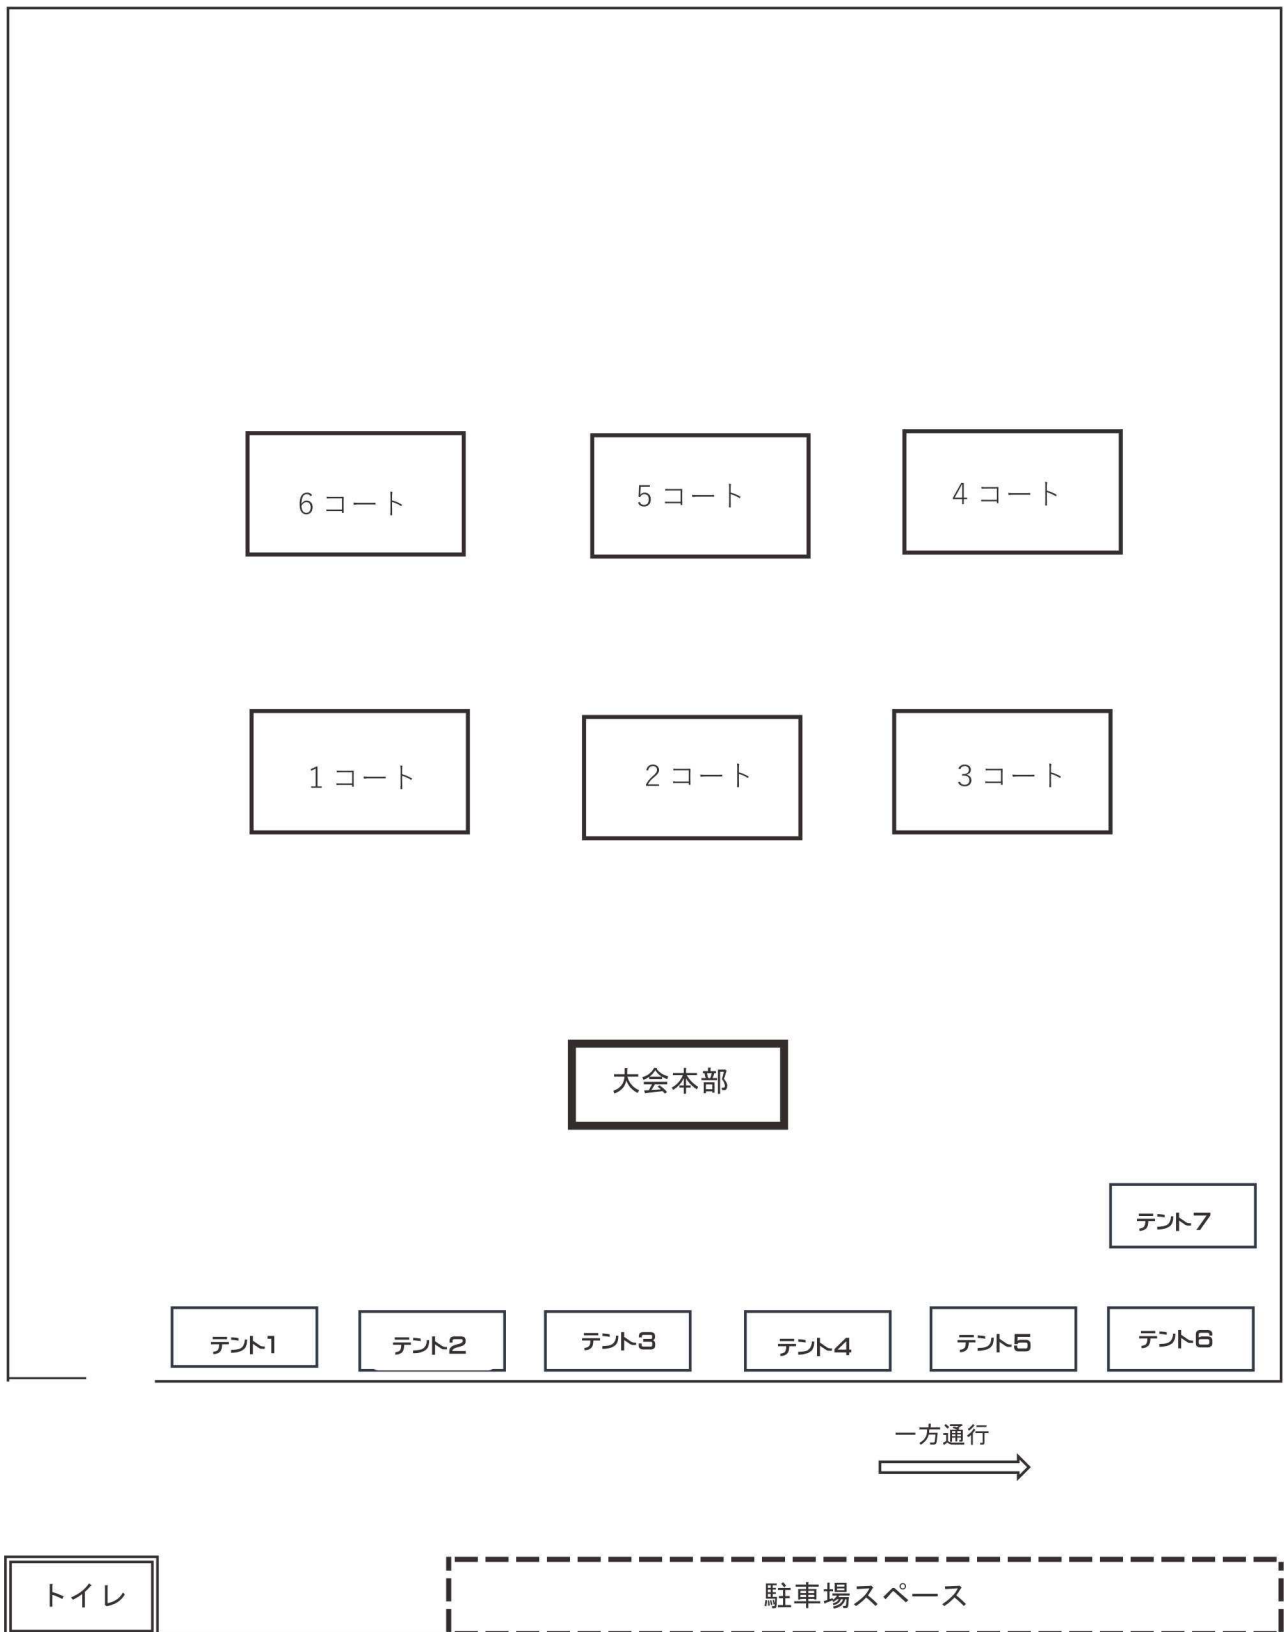 6コート
5コート
4コート
1コート
2コート
3コート
大会本部
テント7
テント1
テント2
テント3
テント4
テント5
テント6
一方通行
トイレ
駐車場スペース